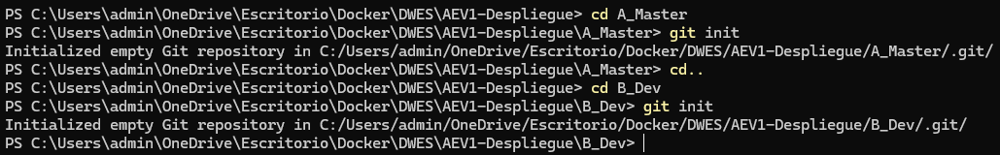 PS C:\Users\admin\OneDrive\Escritorio\Docker\DWES\AEV1-Despliegue> cd A_Master
PS C:\Users\admin\OneDrive\Escritorio\Docker\DWES\AEV1-Despliegue\A_Master> git init
Initialized empty Git repository in C:/Users/admin/OneDrive/Escritorio/Docker/DWES/AEV1-Despliegue/A_Master/.git/
PS C:\Users\admin\OneDrive\Escritorio\Docker\DWES\AEV1-Despliegue\A_Master> cd..
PS C:\Users\admin\OneDrive\Escritorio\Docker\DWES\AEV1-Despliegue> cd B_Dev
PS C:\Users\admin\OneDrive\Escritorio\Docker\DWES\AEV1-Despliegue\B_Dev> git init
Initialized empty Git repository in C:/Users/admin/OneDrive/Escritorio/Docker/DWES/AEV1-Despliegue/B_Dev/.git/
PS C:\Users\admin\OneDrive\Escritorio\Docker\DWES\AEV1-Despliegue\B_Dev>